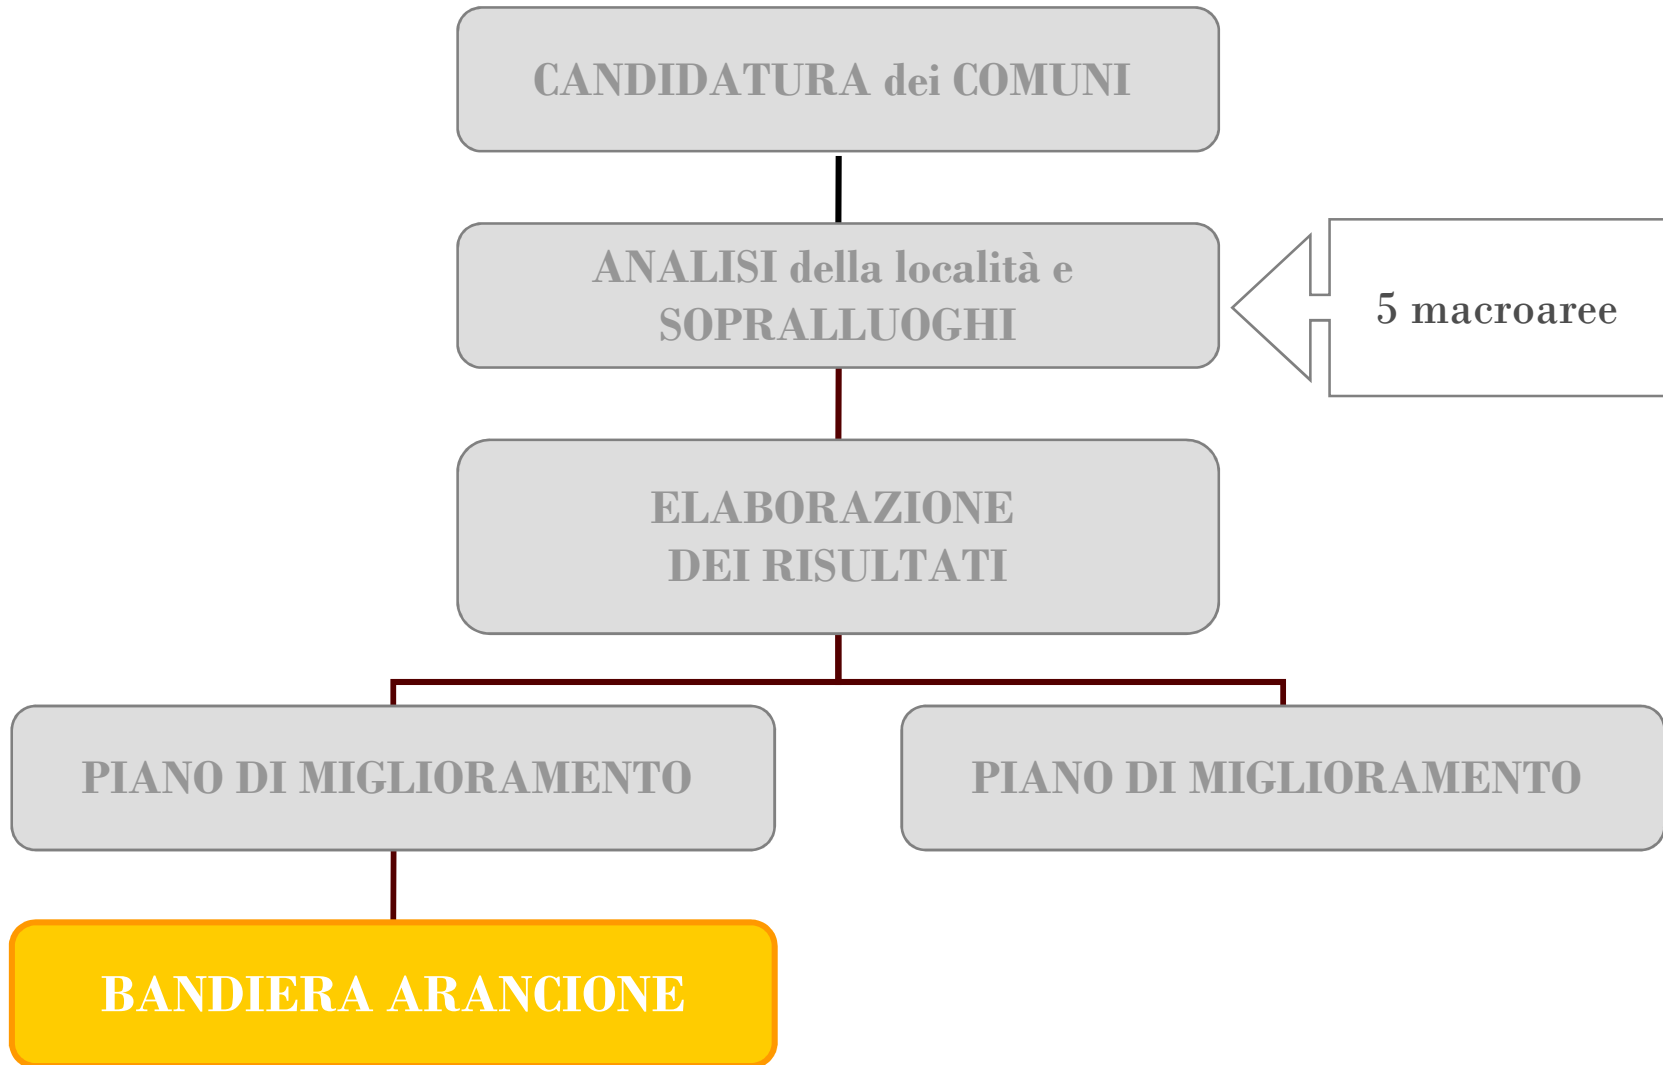 CANDIDATURA dei COMUNI
ANALISI della località e
SOPRALLUOGHI
5 macroaree
ELABORAZIONE
DEI RISULTATI
PIANO DI MIGLIORAMENTO
PIANO DI MIGLIORAMENTO
BANDIERA ARANCIONE